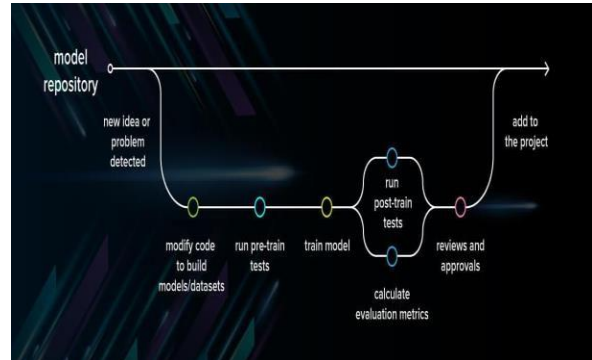 model
repository
new idea or
problem
detected
add to
the project
run
post-train
tests
modify code
to build
models/datasets
run pre-train
tests
train model
reviews and
approvals
calculate
evaluation metrics